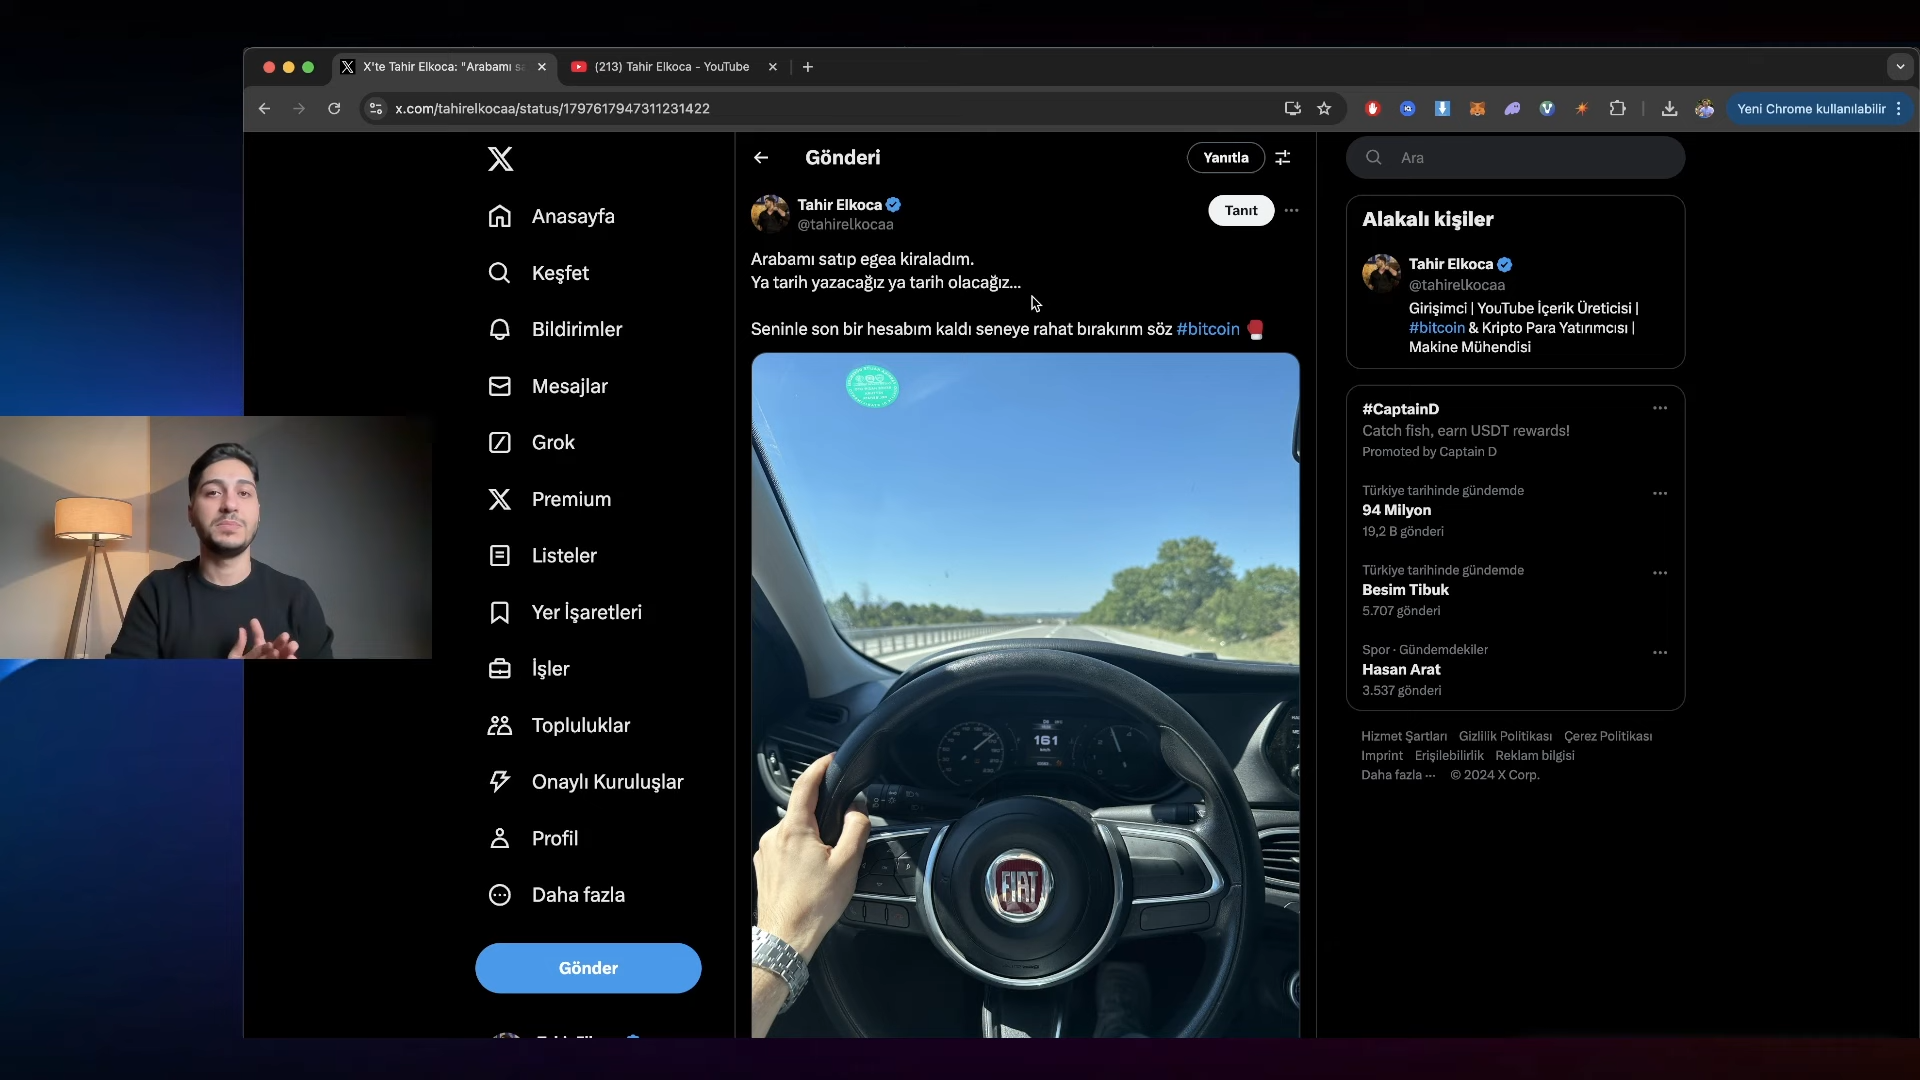 X'te Tahir Elkoca: "Arabamı sa
(213) Tahir Elkoca - YouTube
x.com/tahirelkocaa/status/1797617947311231422
Yeni Chrome kullanılabilir
Anasayfa
Keşfet
Bildirimler
Mesajlar
Grok
Premium
Listeler
Yer İşaretleri
İşler
Topluluklar
Onaylı Kuruluşlar
Profil
Daha fazla
Gönder
Gönderi
Yanıtla
Tahir Elkoca
@tahirelkocaa
Tanıt
Arabamı satıp egea kiraladım.
Ya tarih yazacağız ya tarih olacağız...
Seninle son bir hesabım kaldı seneye rahat bırakırım söz #bitcoin
161
FIAT
Ara
Alakalı kişiler
Tahir Elkoca
@tahirelkocaa
Girişimci | YouTube İçerik Üreticisi |
#bitcoin & Kripto Para Yatırımcısı |
Makine Mühendisi
#CaptainD
Catch fish, earn USDT rewards!
Promoted by Captain D
Türkiye tarihinde gündemde
94 Milyon
19,2 B gönderi
Türkiye tarihinde gündemde
Besim Tibuk
5.707 gönderi
Spor · Gündemdekiler
Hasan Arat
3.537 gönderi
Hizmet Şartları Gizlilik Politikası Çerez Politikası
Imprint Erişilebilirlik Reklam bilgisi
Daha fazla ··· © 2024 X Corp.